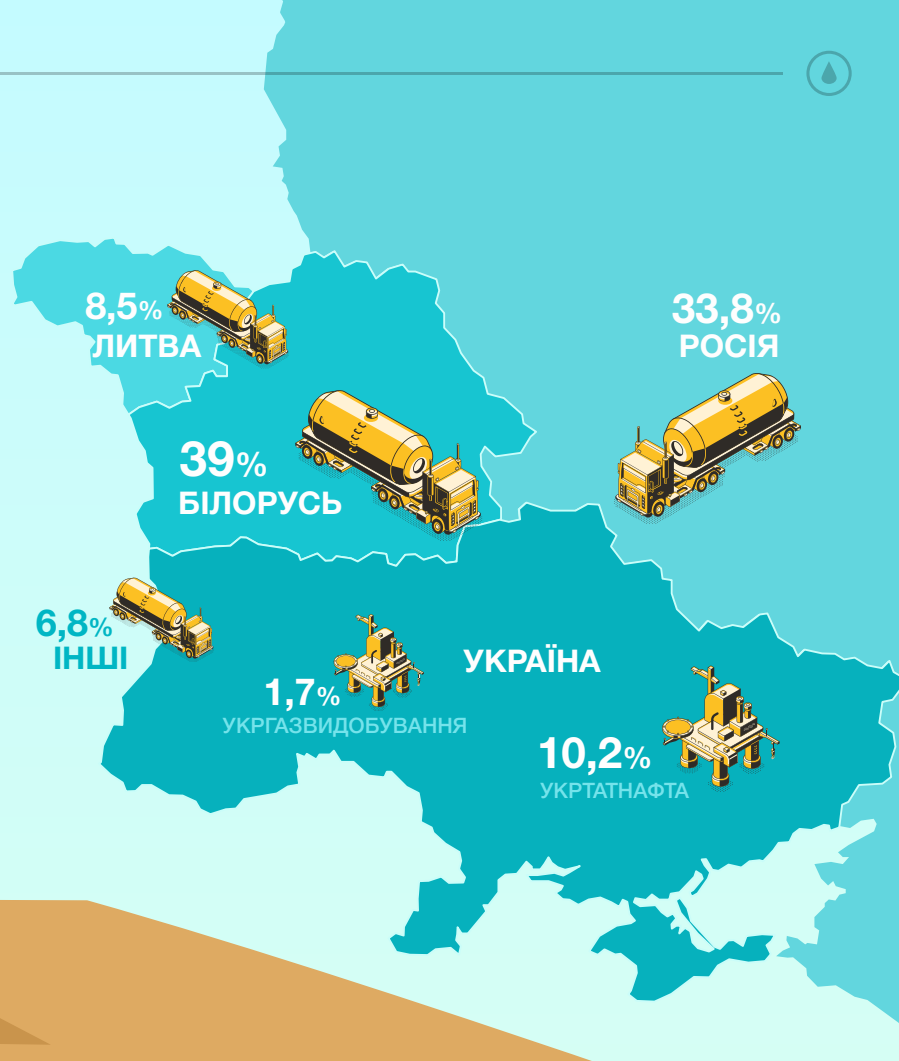 8,5%
ЛИТВА
33,8%
РОСІЯ
39%
БІЛОРУСЬ
6,8%
ІНШІ
УКРАЇНА
1,7%
УКРГАЗВИДОБУВАННЯ
10,2%
УКРТАТНАФТА